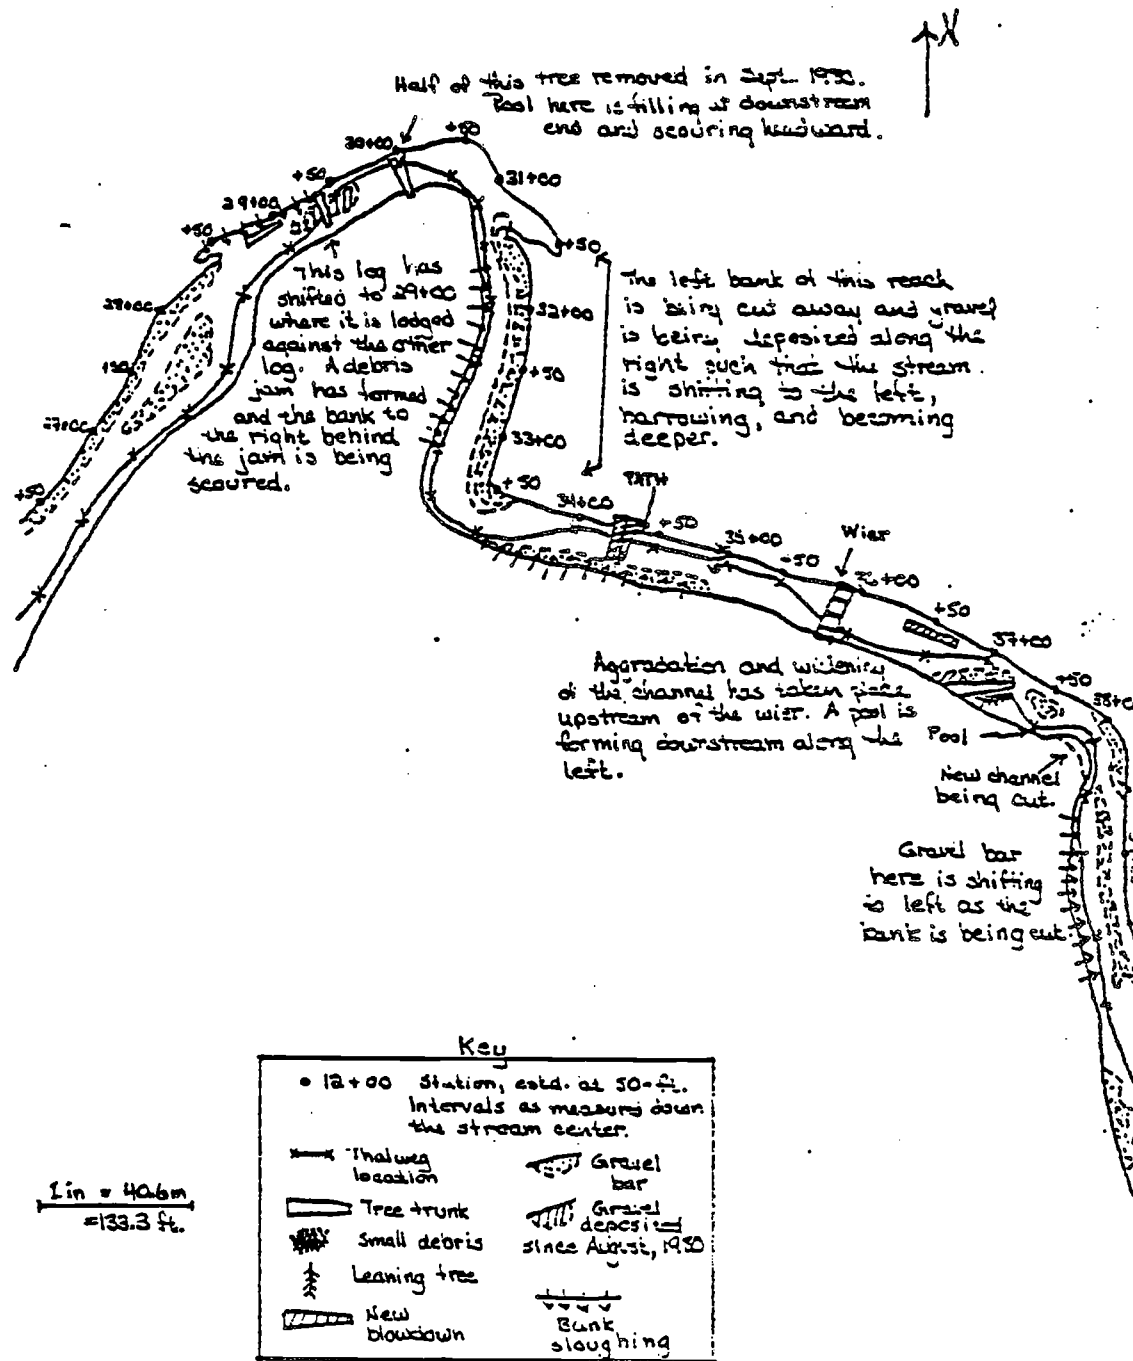 N
Half of this tree removed in Sept. 1980.
Pool here is filling at downstream
end and scouring headward.
30+00
+50
+50
31+00
29+00
+50
+50
28+00
+50
27+00
+50
This log has
shifted to 29+00
where it is lodged
against the other
log. A debris
jam has formed
and the bank to
the right behind
the jam is being
scoured.
32+00
+50
33+00
+50
The left bank of this reach
is being cut away and gravel
is being deposited along the
right such that the stream
is shifting to the left,
narrowing, and becoming
deeper.
34+00
PATH
+50
35+00
+50
Wier
36+00
+50
37+00
+50
38+0
Aggradation and widening
of the channel has taken place
upstream of the wier. A pool is
forming downstream along the
left.
Pool
New channel
being cut.
Gravel bar
here is shifting
to left as the
bank is being cut.
Key
12+00 Station, estd. at 50-ft.
Intervals as measured down
the stream center.
Thalweg
location
Gravel
bar
Tree trunk
Gravel
deposited
since August, 1980
Small debris
Leaning tree
New
blowdown
Bank
sloughing
1 in = 40.6m
=133.3 ft.